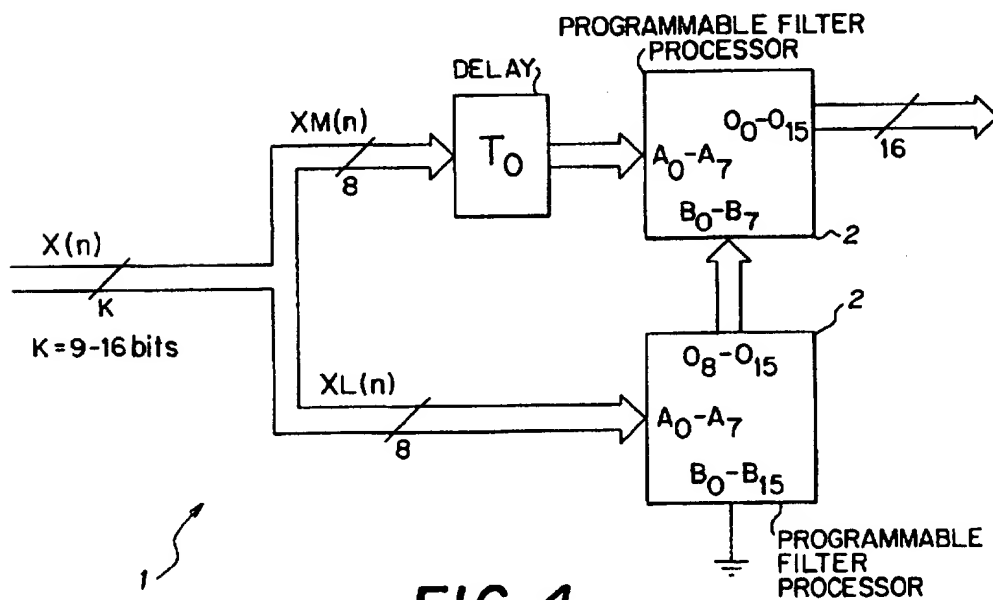 PROGRAMMABLE FILTER
PROCESSOR
DELAY
XM(n)
8
T0
O0-O15
A0-A7
B0-B7
16
2
X(n)
K
K=9-16 bits
XL(n)
8
2
O8-O15
A0-A7
B0-B15
PROGRAMMABLE
FILTER
PROCESSOR
1